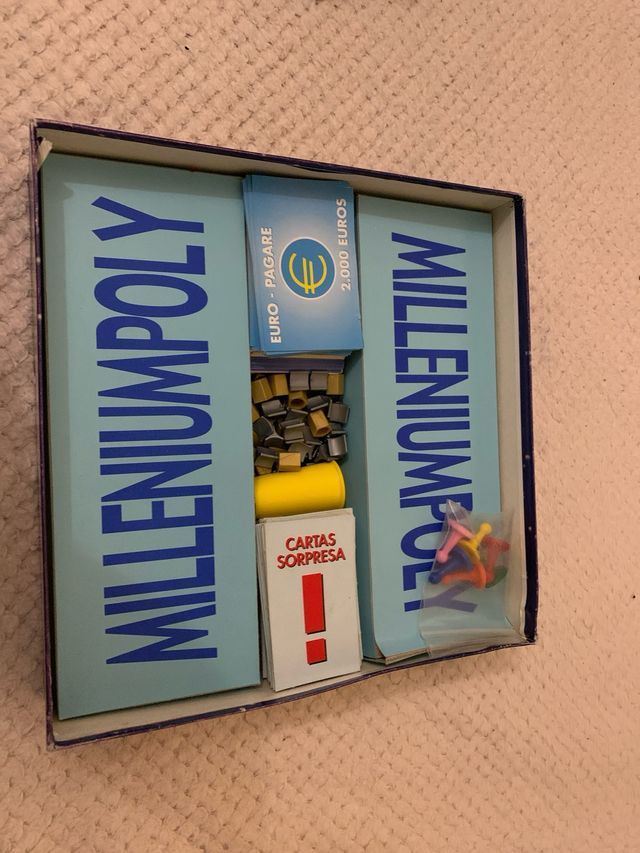 MILLENIUMPOLY
EURO - PAGARE
€
2.000 EUROS
MILLENIUMPOLY
CARTAS
SORPRESA
!